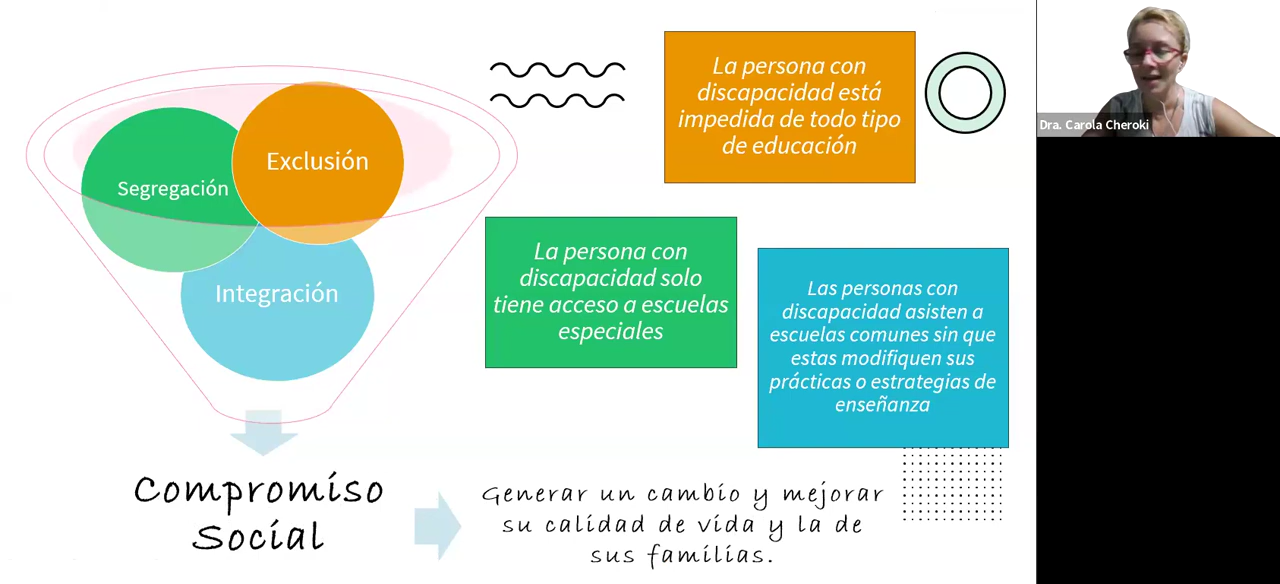 Segregación
Exclusión
Integración
La persona con
discapacidad está
impedida de todo tipo
de educación
Dra. Carola Cheroki
La persona con
discapacidad solo
tiene acceso a escuelas
especiales
Las personas con
discapacidad asisten a
escuelas comunes sin que
estas modifiquen sus
prácticas o estrategias de
enseñanza
Compromiso
Social
Generar un cambio y mejorar
su calidad de vida y la de
sus familias.